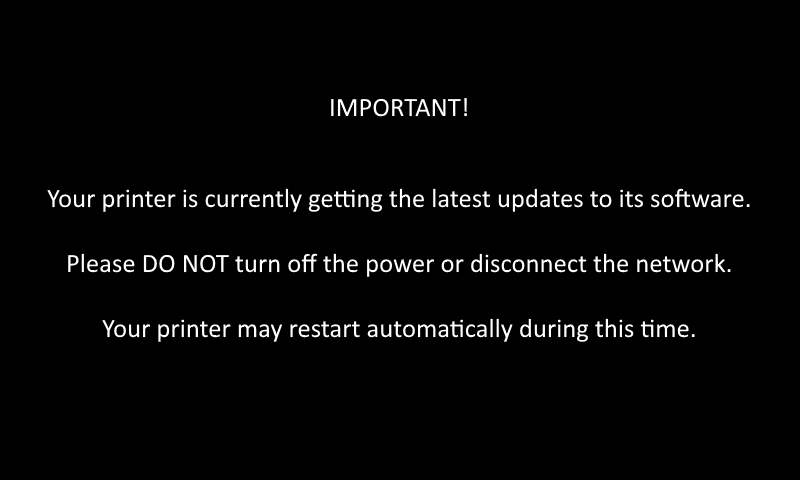 IMPORTANT!
Your printer is currently getting the latest updates to its software.
Please DO NOT turn off the power or disconnect the network.
Your printer may restart automatically during this time.